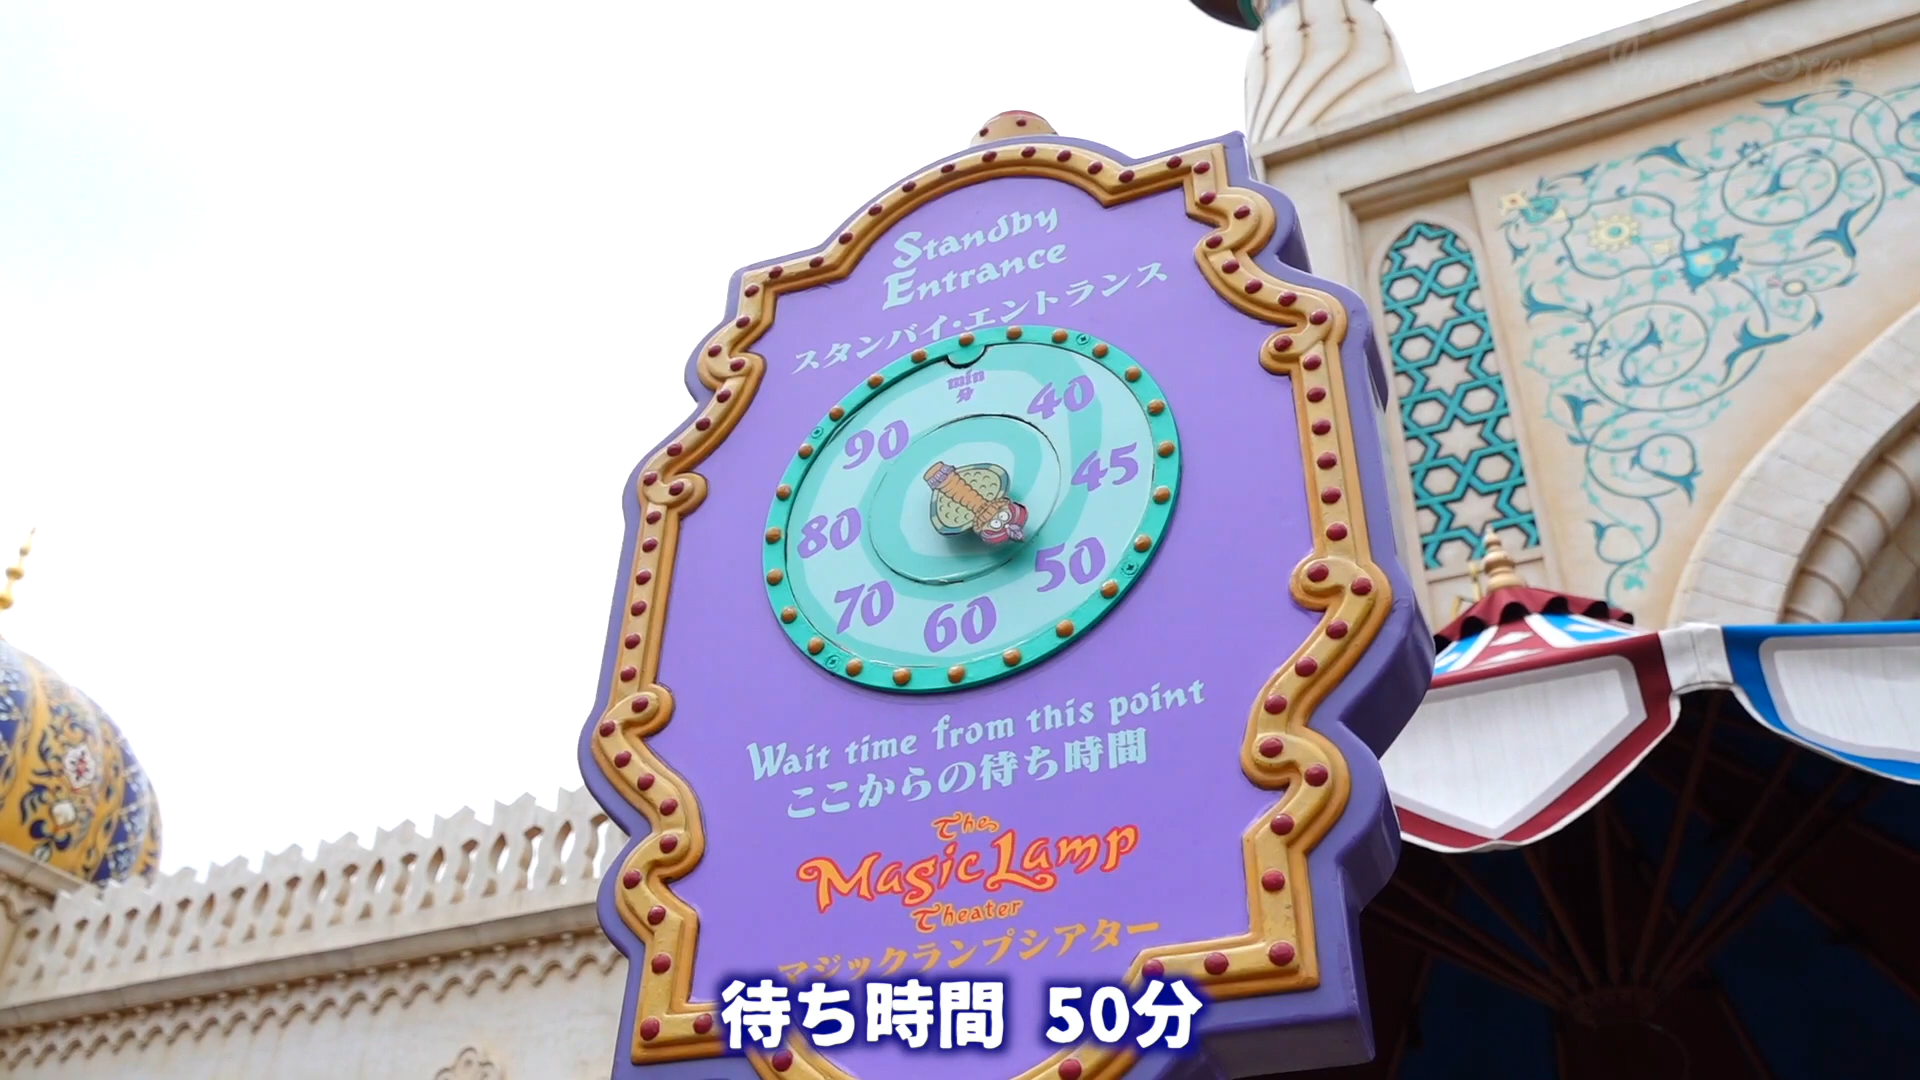 Standby
Entrance
スタンバイ・エントランス
min
分
40
45
50
60
70
80
90
Wait time from this point
ここからの待ち時間
The
Magic Lamp
Theater
マジックランプシアター
待ち時間 50分